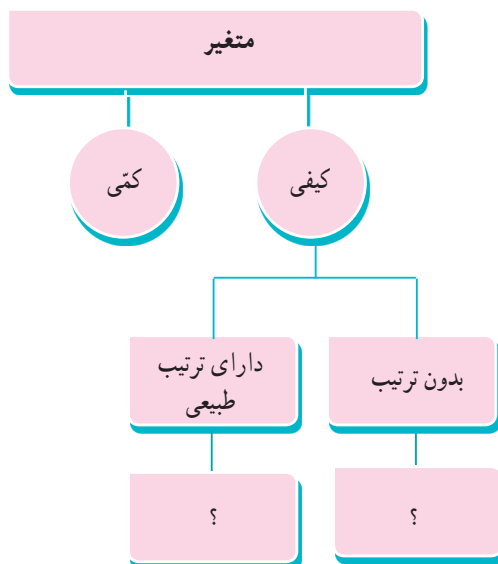 متغیر
کیفی
کمّی
بدون ترتیب
دارای ترتیب
طبیعی
؟
؟